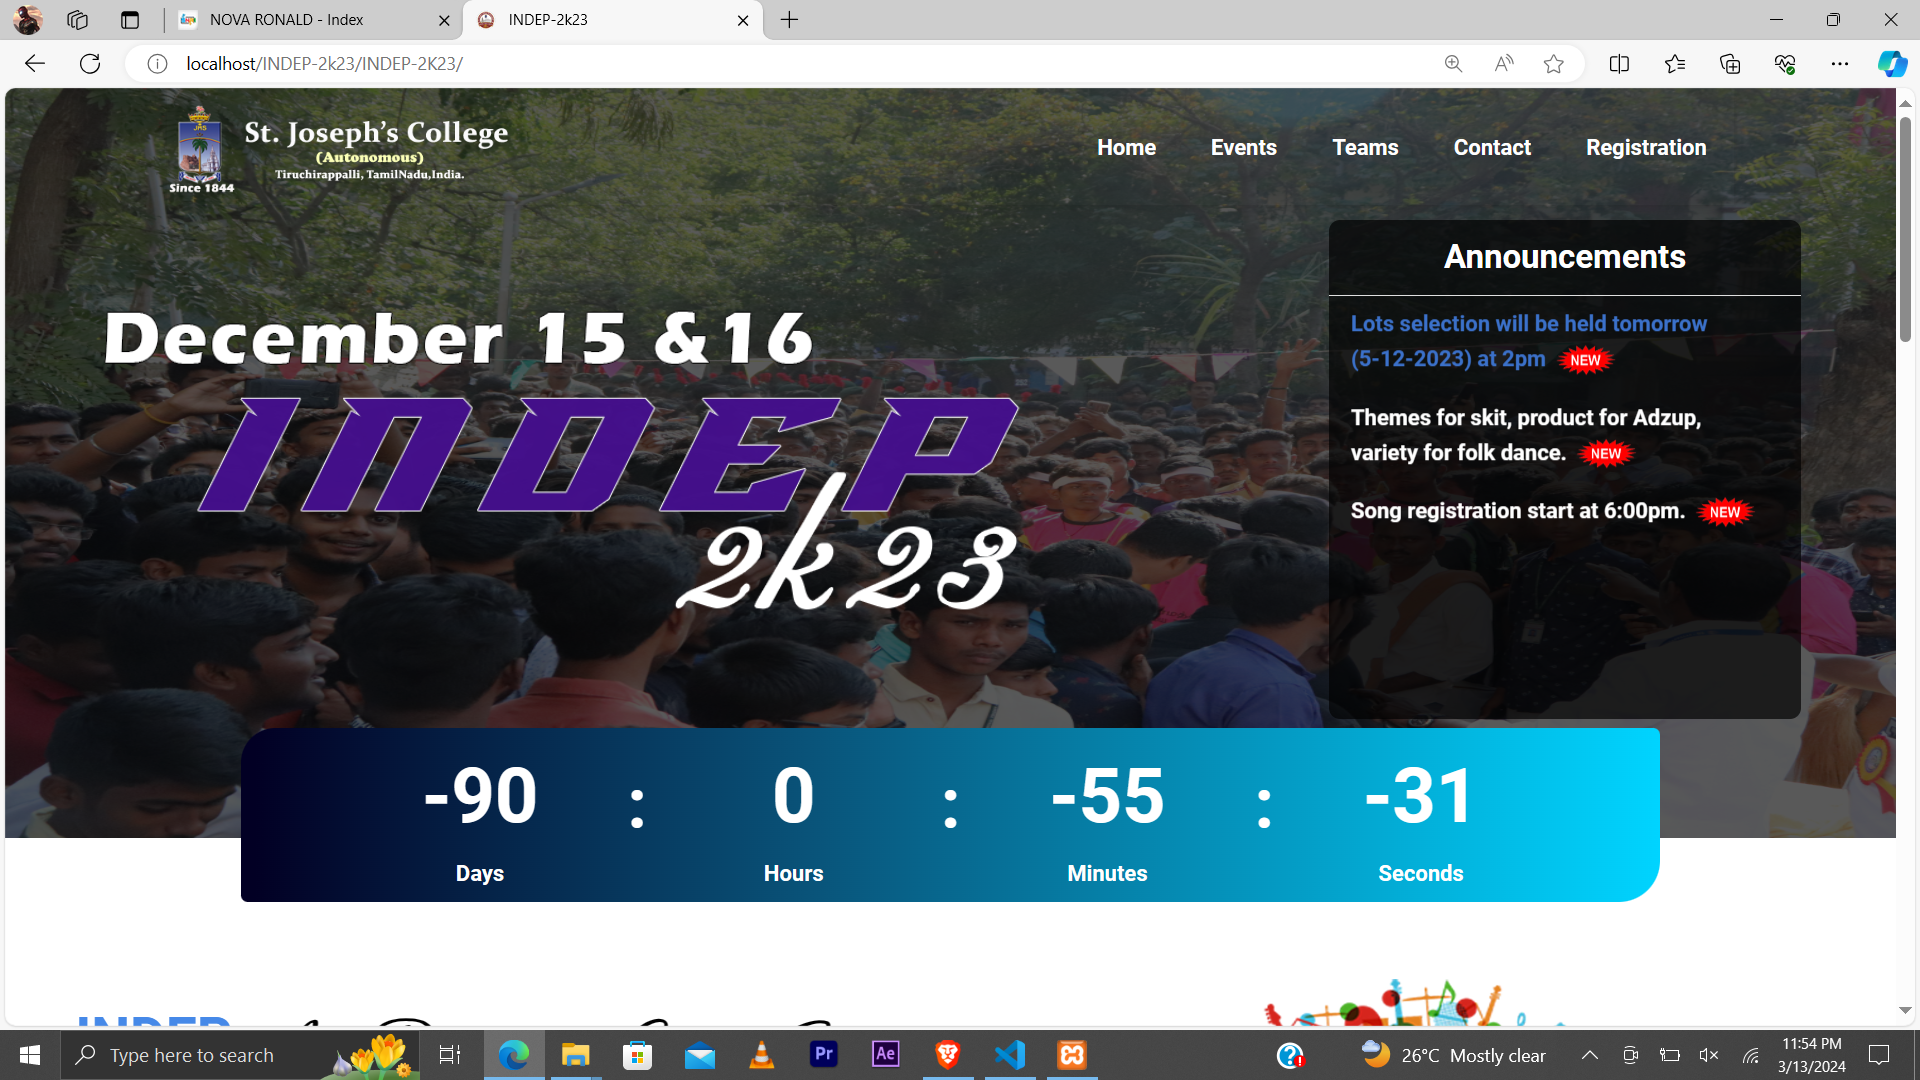 NOVA RONALD - Index
INDEP-2k23
localhost/INDEP-2k23/INDEP-2K23/
JRS
Since 1844
St. Joseph's College
(Autonomous)
Tiruchirappalli, TamilNadu,India.
Home
Events
Teams
Contact
Registration
December 15 &16
INDEP
2k23
Announcements
Lots selection will be held tomorrow
(5-12-2023) at 2pm NEW
Themes for skit, product for Adzup,
variety for folk dance. NEW
Song registration start at 6:00pm. NEW
-90 : 0 : -55 : -31
Days Hours Minutes Seconds
INDEP
Type here to search
Pr
Ae
26°C Mostly clear
11:54 PM
3/13/2024